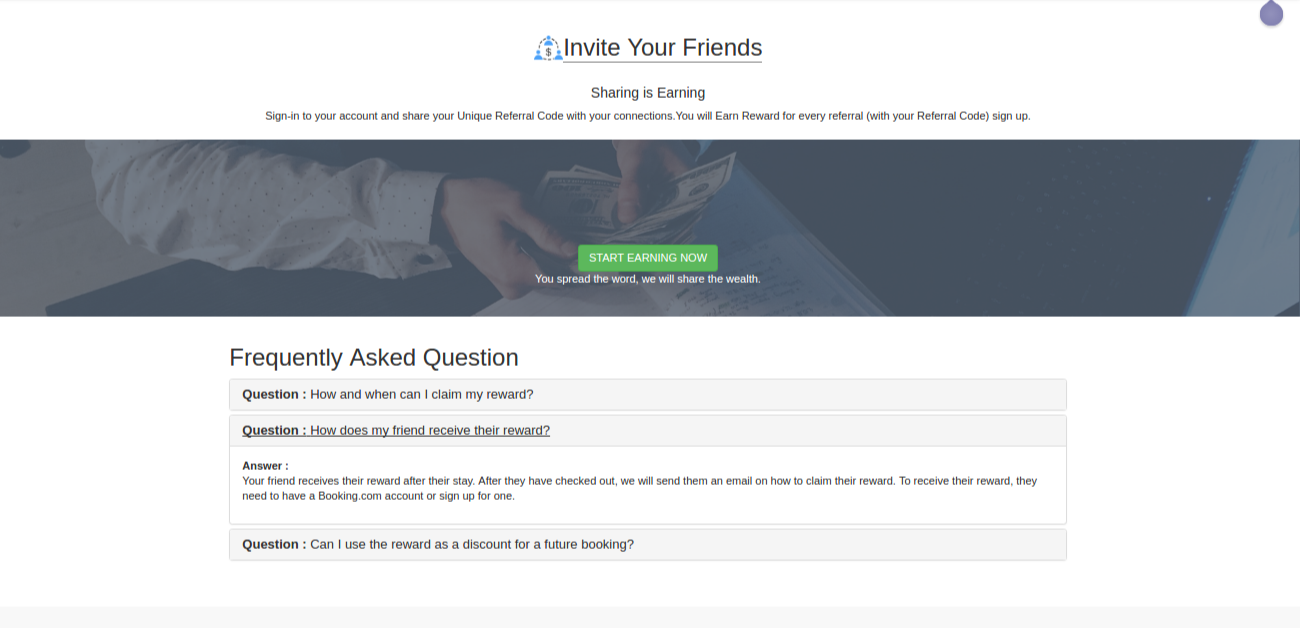 $
Invite Your Friends
Sharing is Earning
Sign-in to your account and share your Unique Referral Code with your connections.You will Earn Reward for every referral (with your Referral Code) sign up.
START EARNING NOW
You spread the word, we will share the wealth.
Frequently Asked Question
Question : How and when can I claim my reward?
Question : How does my friend receive their reward?
Answer :
Your friend receives their reward after their stay. After they have checked out, we will send them an email on how to claim their reward. To receive their reward, they
need to have a Booking.com account or sign up for one.
Question : Can I use the reward as a discount for a future booking?